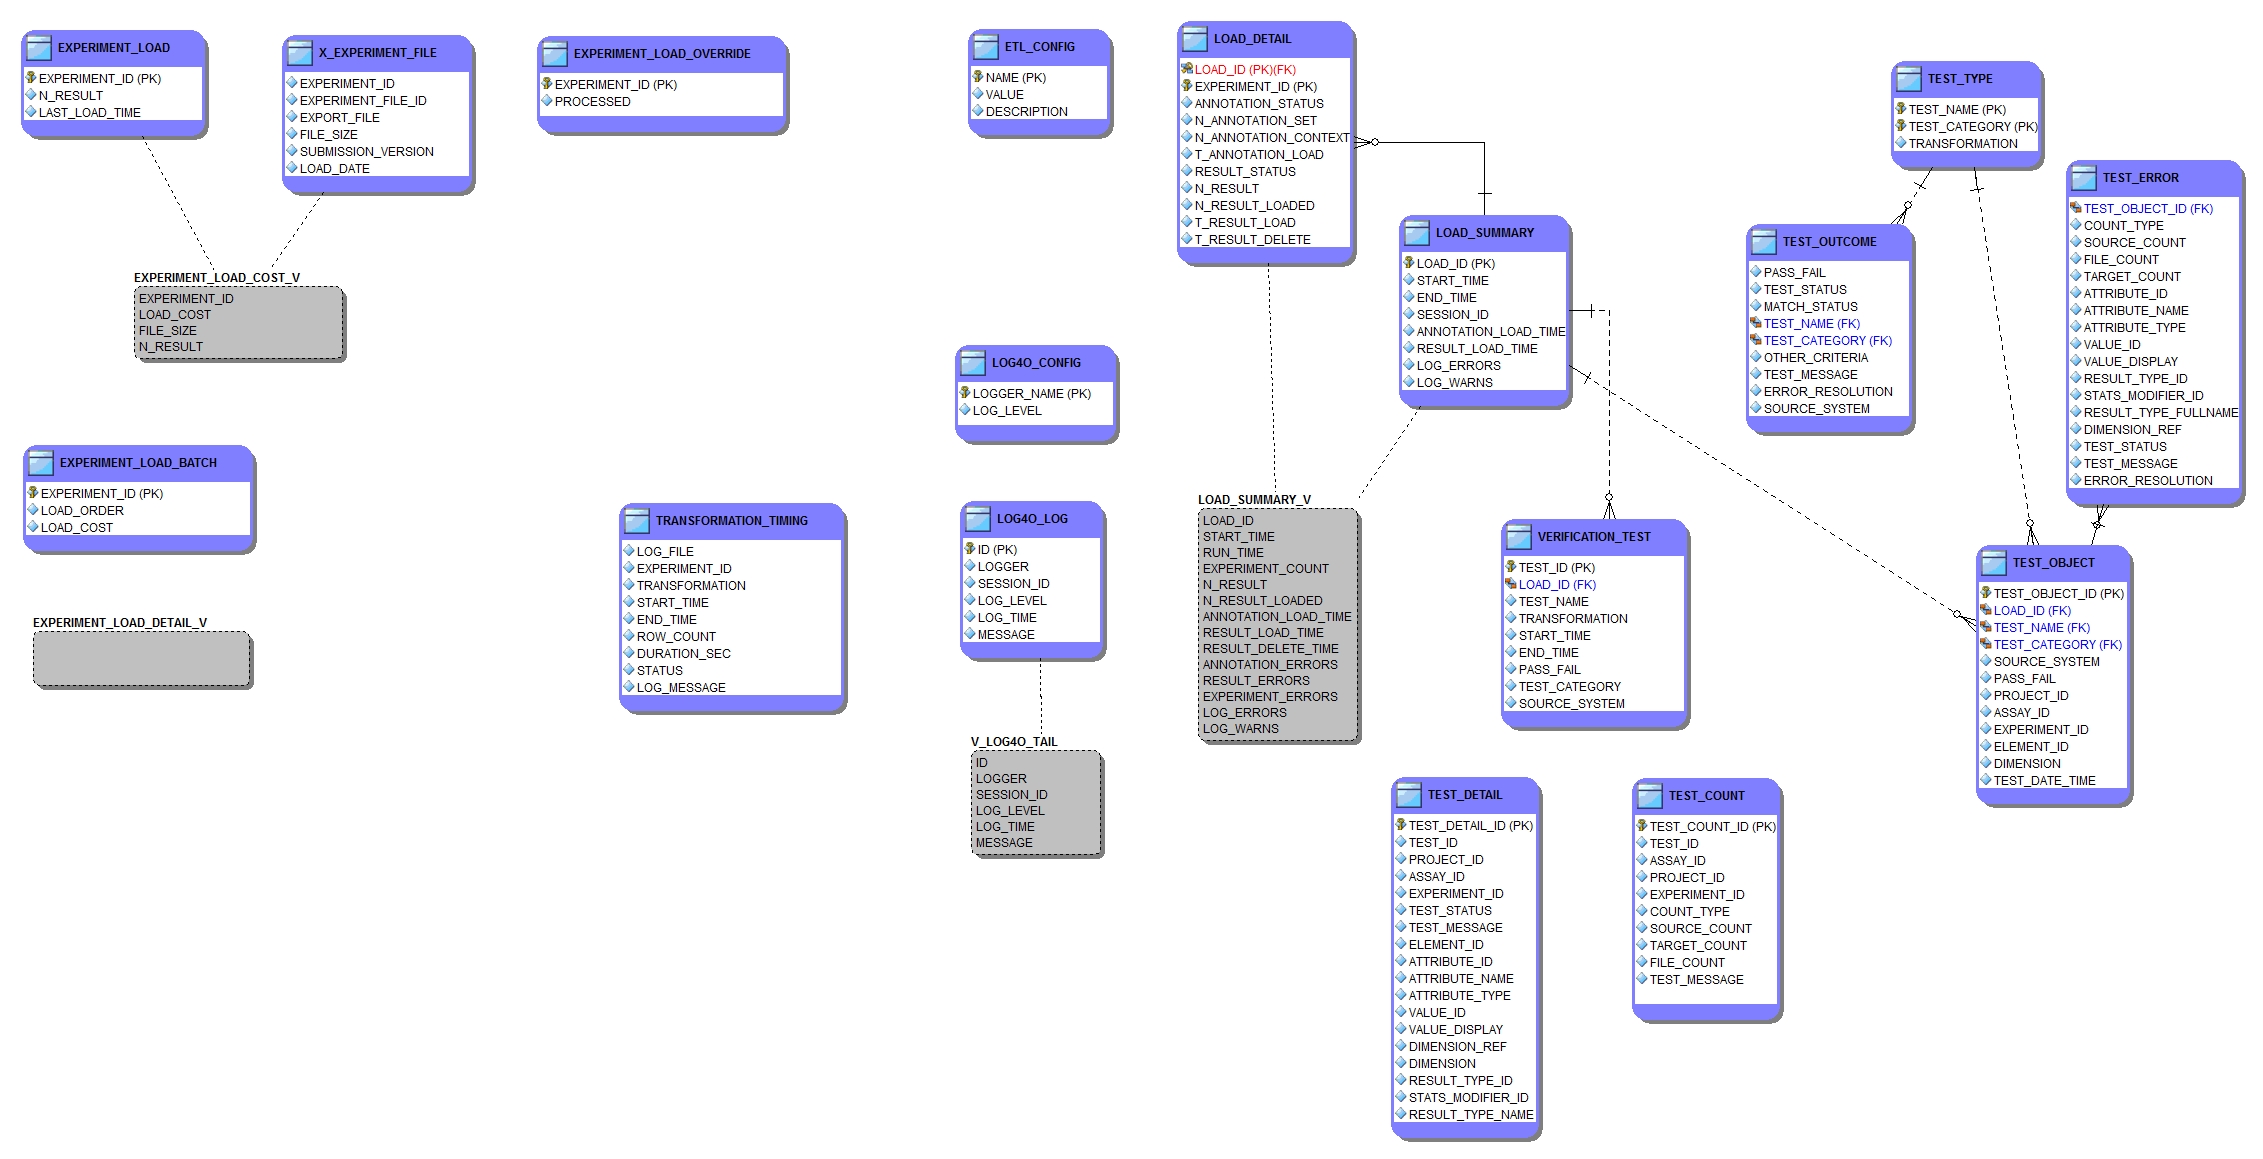 EXPERIMENT_LOAD
EXPERIMENT_ID (PK)
N_RESULT
LAST_LOAD_TIME
X_EXPERIMENT_FILE
EXPERIMENT_ID
EXPERIMENT_FILE_ID
EXPORT_FILE
FILE_SIZE
SUBMISSION_VERSION
LOAD_DATE
EXPERIMENT_LOAD_OVERRIDE
EXPERIMENT_ID (PK)
PROCESSED
ETL_CONFIG
NAME (PK)
VALUE
DESCRIPTION
LOAD_DETAIL
LOAD_ID (PK)(FK)
EXPERIMENT_ID (PK)
ANNOTATION_STATUS
N_ANNOTATION_SET
N_ANNOTATION_CONTEXT
T_ANNOTATION_LOAD
RESULT_STATUS
N_RESULT
N_RESULT_LOADED
T_RESULT_LOAD
T_RESULT_DELETE
TEST_TYPE
TEST_NAME (PK)
TEST_CATEGORY (PK)
TRANSFORMATION
TEST_ERROR
TEST_OBJECT_ID (FK)
COUNT_TYPE
SOURCE_COUNT
FILE_COUNT
TARGET_COUNT
ATTRIBUTE_ID
ATTRIBUTE_NAME
ATTRIBUTE_TYPE
VALUE_ID
VALUE_DISPLAY
RESULT_TYPE_ID
STATS_MODIFIER_ID
RESULT_TYPE_FULLNAME
DIMENSION_REF
TEST_STATUS
TEST_MESSAGE
ERROR_RESOLUTION
LOAD_SUMMARY
LOAD_ID (PK)
START_TIME
END_TIME
SESSION_ID
ANNOTATION_LOAD_TIME
RESULT_LOAD_TIME
LOG_ERRORS
LOG_WARNS
TEST_OUTCOME
PASS_FAIL
TEST_STATUS
MATCH_STATUS
TEST_NAME (FK)
TEST_CATEGORY (FK)
OTHER_CRITERIA
TEST_MESSAGE
ERROR_RESOLUTION
SOURCE_SYSTEM
EXPERIMENT_LOAD_COST_V
EXPERIMENT_ID
LOAD_COST
FILE_SIZE
N_RESULT
LOG4O_CONFIG
LOGGER_NAME (PK)
LOG_LEVEL
EXPERIMENT_LOAD_BATCH
EXPERIMENT_ID (PK)
LOAD_ORDER
LOAD_COST
TRANSFORMATION_TIMING
LOG_FILE
EXPERIMENT_ID
TRANSFORMATION
START_TIME
END_TIME
ROW_COUNT
DURATION_SEC
STATUS
LOG_MESSAGE
LOG4O_LOG
ID (PK)
LOGGER
SESSION_ID
LOG_LEVEL
LOG_TIME
MESSAGE
LOAD_SUMMARY_V
LOAD_ID
START_TIME
RUN_TIME
EXPERIMENT_COUNT
N_RESULT
N_RESULT_LOADED
ANNOTATION_LOAD_TIME
RESULT_LOAD_TIME
RESULT_DELETE_TIME
ANNOTATION_ERRORS
RESULT_ERRORS
EXPERIMENT_ERRORS
LOG_ERRORS
LOG_WARNS
VERIFICATION_TEST
TEST_ID (PK)
LOAD_ID (FK)
TEST_NAME
TRANSFORMATION
START_TIME
END_TIME
PASS_FAIL
TEST_CATEGORY
SOURCE_SYSTEM
TEST_OBJECT
TEST_OBJECT_ID (PK)
LOAD_ID (FK)
TEST_NAME (FK)
TEST_CATEGORY (FK)
SOURCE_SYSTEM
PASS_FAIL
PROJECT_ID
ASSAY_ID
EXPERIMENT_ID
ELEMENT_ID
DIMENSION
TEST_DATE_TIME
EXPERIMENT_LOAD_DETAIL_V
V_LOG4O_TAIL
ID
LOGGER
SESSION_ID
LOG_LEVEL
LOG_TIME
MESSAGE
TEST_DETAIL
TEST_DETAIL_ID (PK)
TEST_ID
PROJECT_ID
ASSAY_ID
EXPERIMENT_ID
TEST_STATUS
TEST_MESSAGE
ELEMENT_ID
ATTRIBUTE_ID
ATTRIBUTE_NAME
ATTRIBUTE_TYPE
VALUE_ID
VALUE_DISPLAY
DIMENSION_REF
DIMENSION
RESULT_TYPE_ID
STATS_MODIFIER_ID
RESULT_TYPE_NAME
TEST_COUNT
TEST_COUNT_ID (PK)
TEST_ID
ASSAY_ID
PROJECT_ID
EXPERIMENT_ID
COUNT_TYPE
SOURCE_COUNT
TARGET_COUNT
FILE_COUNT
TEST_MESSAGE